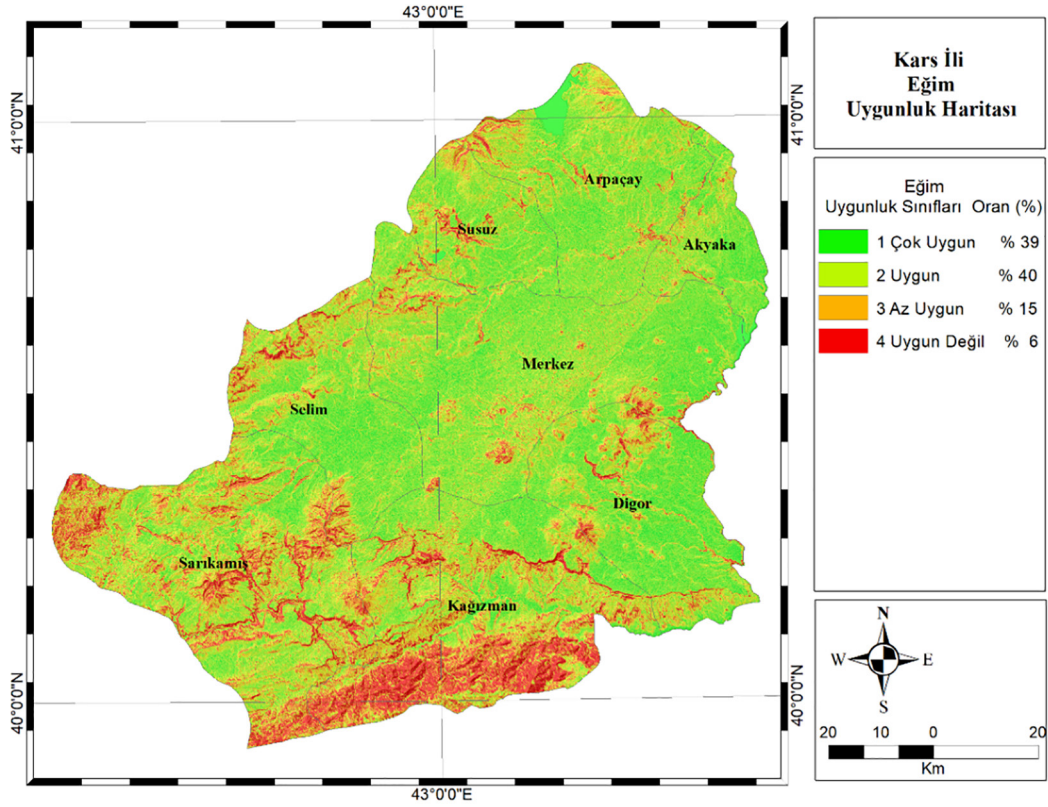 43°0'0"E
Kars İli
Eğim
Uygunluk Haritası
41°0'0"N
41°0'0"N
Arpaçay
Eğim
Uygunluk Sınıfları Oran (%)
Susuz
Akyaka
1 Çok Uygun % 39
2 Uygun % 40
3 Az Uygun % 15
4 Uygun Değil % 6
Merkez
Selim
Digor
Sarıkamış
Kağızman
N
W
E
S
40°0'0"N
40°0'0"N
20 10 0 20
Km
43°0'0"E